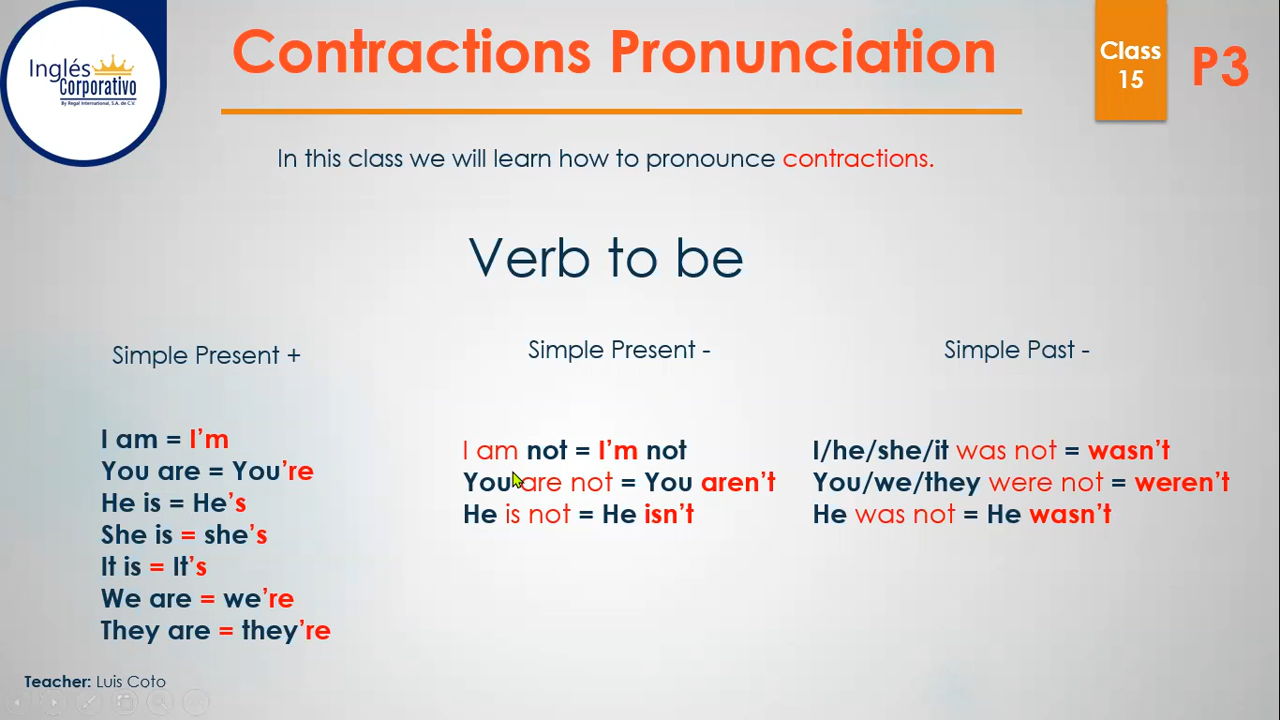 Inglés
Corporativo
By Regal International, S.A. de C.V.
Contractions Pronunciation
Class
15
P3
In this class we will learn how to pronounce contractions.
Verb to be
Simple Present +
I am = I'm
You are = You're
He is = He's
She is = she's
It is = It's
We are = we're
They are = they're
Simple Present -
I am not = I'm not
You are not = You aren't
He is not = He isn't
Simple Past -
I/he/she/it was not = wasn't
You/we/they were not = weren't
He was not = He wasn't
Teacher: Luis Coto